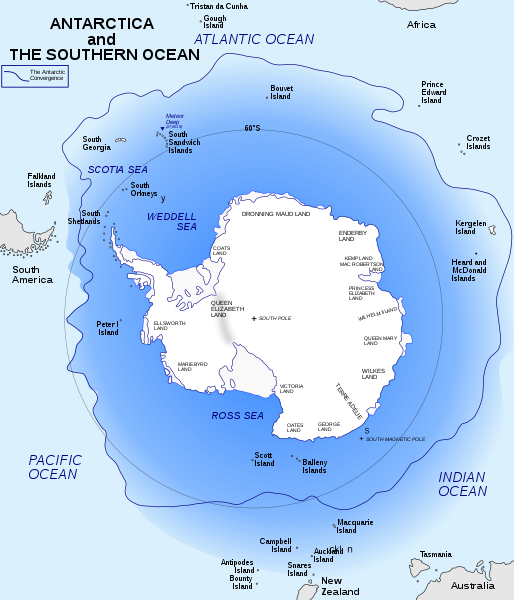 ANTARCTICA
and
THE SOUTHERN OCEAN
The Antarctic
Convergence
Tristan da Cunha
Gough
Island
ATLANTIC OCEAN
Africa
Bouvet
Island
Prince
Edward
Island
Meteor
Deep
60°S
South
Georgia
South
Sandwich
Islands
Crozet
Islands
SCOTIA SEA
Falkland
Islands
South
Orkneys
y
South
Shetlands
WEDDELL
SEA
DRONNING MAUD LAND
ENDERBY
LAND
Kergelen
Island
COATS
LAND
KEMP LAND
MAC ROBERTSON
LAND
Heard and
McDonald
Islands
South
America
PRINCESS
ELIZABETH
LAND
QUEEN
ELIZABETH
LAND
SOUTH POLE
WILHELM II LAND
Peter I
Island
ELLSWORTH
LAND
QUEEN MARY
LAND
MARIE BYRD
LAND
WILKES
LAND
VICTORIA
LAND
TERRE ADELIE
ROSS SEA
OATES
LAND
GEORGE
LAND
S
SOUTH MAGNETIC POLE
PACIFIC
OCEAN
Scott
Island
Balleny
Islands
INDIAN
OCEAN
Macquarie
Island
Campbell
Island
Auckland
Island
Tasmania
Antipodes
Island
Snares
Island
Bounty
Island
New
Zealand
Australia